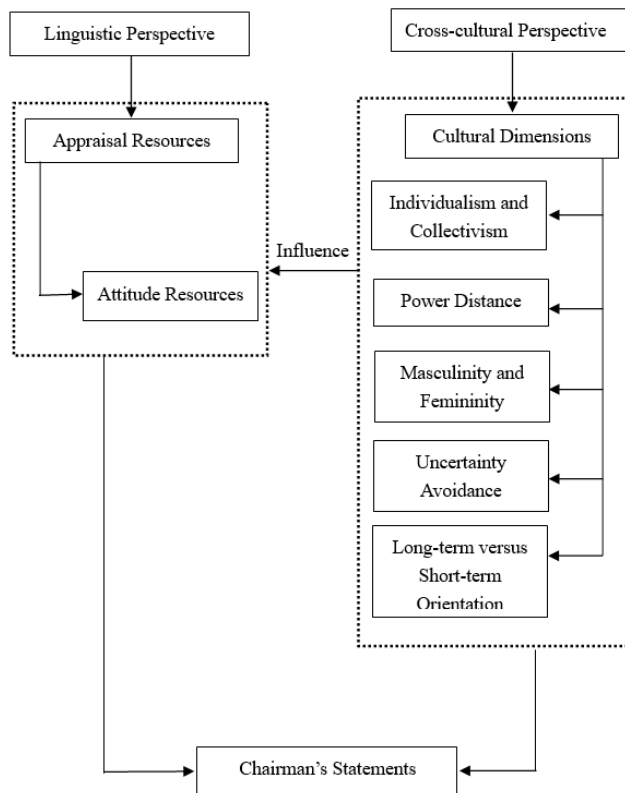 Linguistic Perspective
Cross-cultural Perspective
Appraisal Resources
Cultural Dimensions
Individualism and
Collectivism
Influence
Attitude Resources
Power Distance
Masculinity and
Femininity
Uncertainty
Avoidance
Long-term versus
Short-term
Orientation
Chairman’s Statements